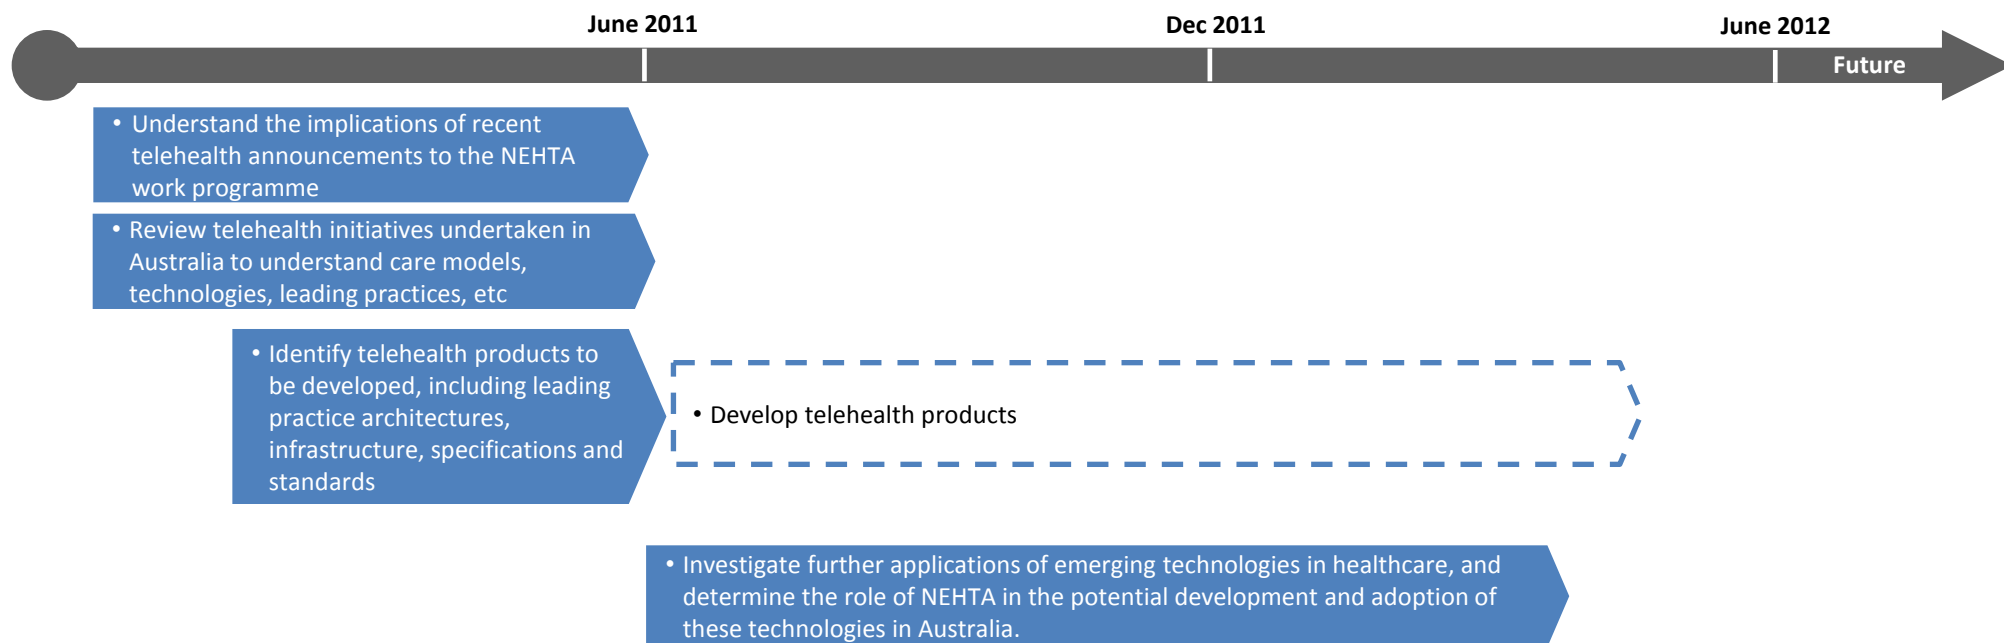 June 2011
Dec 2011
June 2012
Future
• Understand the implications of recent
telehealth announcements to the NEHTA
work programme
• Review telehealth initiatives undertaken in
Australia to understand care models,
technologies, leading practices, etc
• Identify telehealth products to
be developed, including leading
practice architectures,
infrastructure, specifications and
standards
• Develop telehealth products
• Investigate further applications of emerging technologies in healthcare, and
determine the role of NEHTA in the potential development and adoption of
these technologies in Australia.